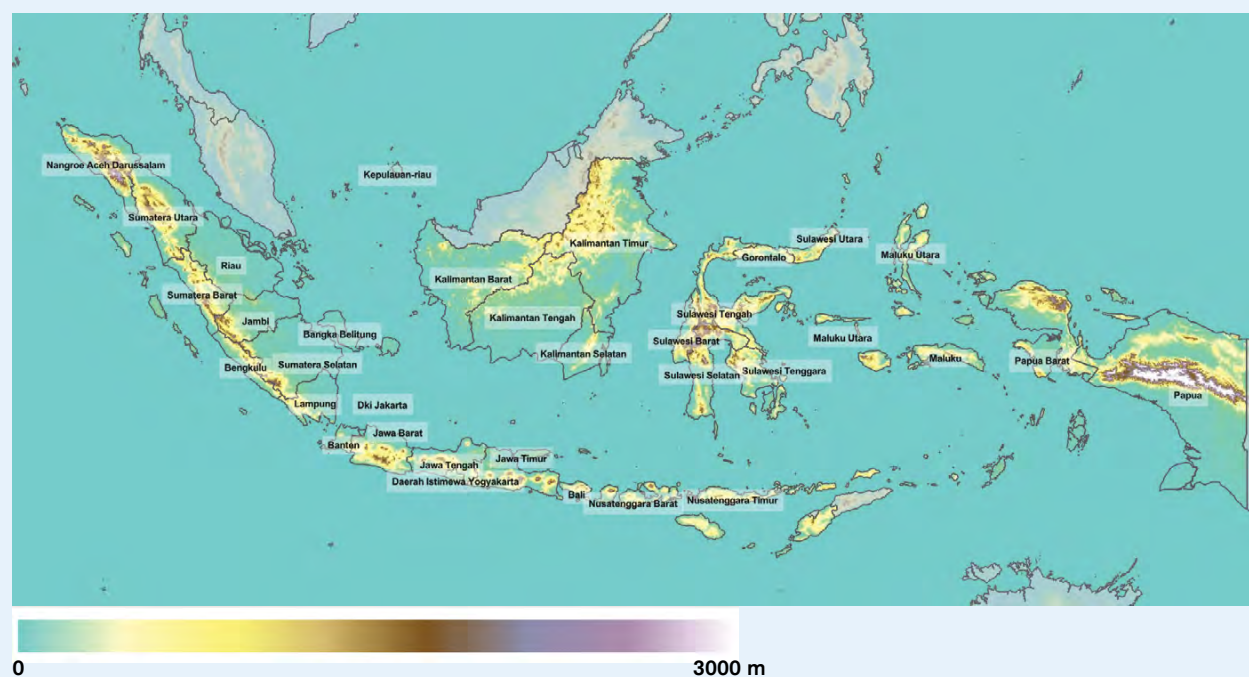 Nangroe Aceh Darussalam
Kepulauan-riau
Sumatera Utara
Sulawesi Utara
Kalimantan Timur
Gorontalo
Maluku Utara
Riau
Kalimantan Barat
Sumatera Barat
Sulawesi Tengah
Jambi
Kalimantan Tengah
Bangka Belitung
Maluku Utara
Sulawesi Barat
Kalimantan Selatan
Maluku
Papua Barat
Sumatera Selatan
Bengkulu
Sulawesi Selatan
Sulawesi Tenggara
Papua
Lampung
Dki Jakarta
Jawa Barat
Banten
Jawa Timur
Jawa Tengah
Daerah Istimewa Yogyakarta
Bali
Nusatenggara Barat
Nusatenggara Timur
0
3000 m